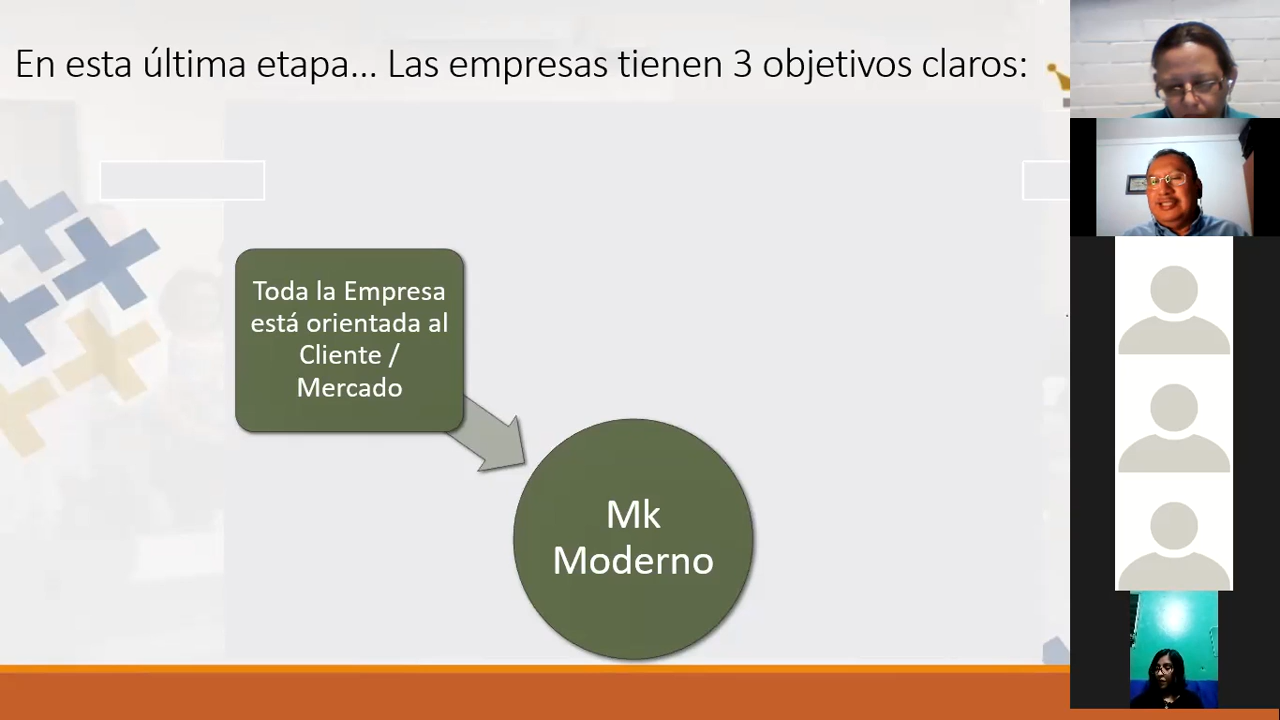 En esta última etapa... Las empresas tienen 3 objetivos claros:
Toda la Empresa
está orientada al
Cliente /
Mercado
Mk
Moderno